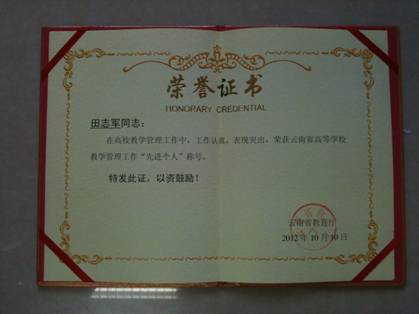 荣誉证书
HONORARY CREDENTIAL
田志军同志：
在高校教学管理工作中，工作认真，表现突出，荣获云南省高等学校
教学管理工作“先进个人”称号。
特发此证，以资鼓励！
云南省教育厅
2012年10月10日